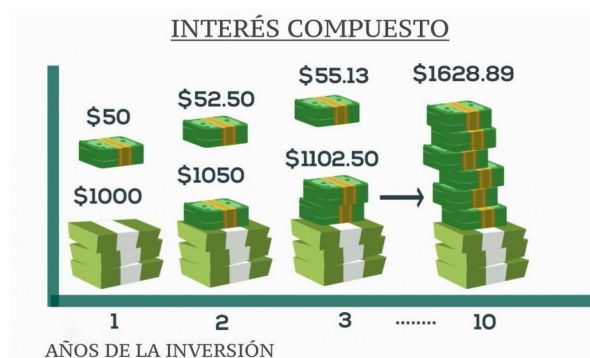 INTERÉS COMPUESTO
$50
$52.50
$55.13
$1628.89
$1000
$1050
$1102.50
1 2 3 ........ 10
AÑOS DE LA INVERSIÓN